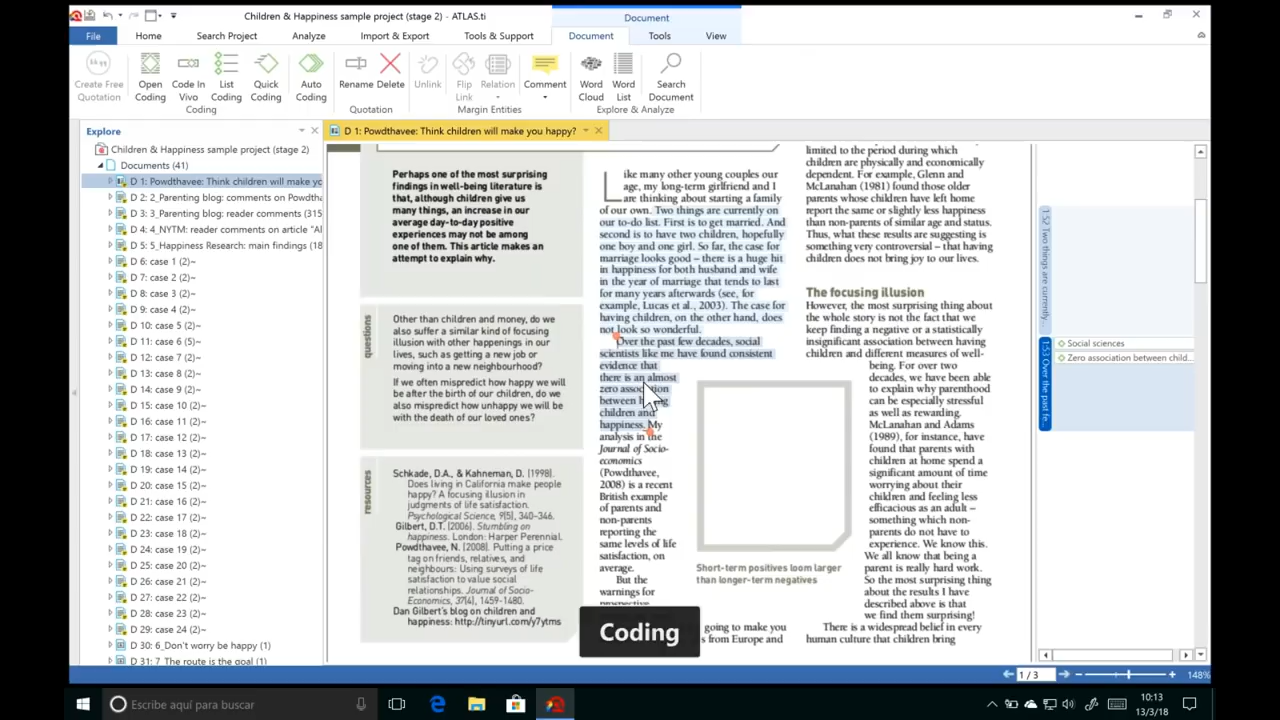 Children & Happiness sample project (stage 2) - ATLAS.ti
Document
File
Home
Search Project
Analyze
Import & Export
Tools & Support
Document
Tools
View
Create Free Quotation
Open Coding
Code In Vivo
List Coding
Quick Coding
Auto Coding
Rename
Delete
Unlink
Flip Link
Relation
Comment
Word Cloud
Word List
Search Document
Coding
Quotation
Margin Entities
Explore & Analyze
Explore
D 1: Powdthavee: Think children will make you happy?
Children & Happiness sample project (stage 2)
Documents (41)
D 1: Powdthavee: Think children will make yc
D 2: 2_Parenting blog: comments on Powdtha
D 3: 3_Parenting blog: reader comments (315
D 4: 4_NYTM: reader comments on article "Al
D 5: 5_Happiness Research: main findings (18
D 6: case 1 (2)~
D 7: case 2 (2)~
D 8: case 3 (2)~
D 9: case 4 (2)~
D 10: case 5 (2)~
D 11: case 6 (5)~
D 12: case 7 (2)~
D 13: case 8 (2)~
D 14: case 9 (2)~
D 15: case 10 (2)~
D 16: case 11 (2)~
D 17: case 12 (2)~
D 18: case 13 (2)~
D 19: case 14 (2)~
D 20: case 15 (2)~
D 21: case 16 (2)~
D 22: case 17 (2)~
D 23: case 18 (2)~
D 24: case 19 (2)~
D 25: case 20 (2)~
D 26: case 21 (2)~
D 27: case 22 (2)~
D 28: case 23 (2)~
D 29: case 24 (2)~
D 30: 6_Don't worry be happy (1)
D 31: 7_The route is the goal (1)
Perhaps one of the most surprising
findings in well-being literature is
that, although children give us
many things, an increase in our
average day-to-day positive
experiences may not be among
one of them. This article makes an
attempt to explain why.
questions
Other than children and money, do we
also suffer a similar kind of focusing
illusion with other happenings in our
lives, such as getting a new job or
moving into a new neighbourhood?
If we often mispredict how happy we will
be after the birth of our children, do we
also mispredict how unhappy we will be
with the death of our loved ones?
resources
Schkade, D.A., & Kahneman, D. (1998).
Does living in California make people
happy? A focusing illusion in
judgments of life satisfaction.
Psychological Science, 9(5), 340–346.
Gilbert, D.T. (2006). Stumbling on
happiness. London: Harper Perennial.
Powdthavee, N. (2008). Putting a price
tag on friends, relatives, and
neighbours: Using surveys of life
satisfaction to value social
relationships. Journal of Socio-
Economics, 37(4), 1459-1480.
Dan Gilbert's blog on children and
happiness: http://tinyurl.com/y7ytms
Like many other young couples our
age, my long-term girlfriend and I
are thinking about starting a family
of our own. Two things are currently on
our to-do list. First is to get married. And
second is to have two children, hopefully
one boy and one girl. So far, the case for
marriage looks good – there is a huge hit
in happiness for both husband and wife
in the year of marriage that tends to last
for many years afterwards (see, for
example, Lucas et al., 2003). The case for
having children, on the other hand, does
not look so wonderful.
Over the past few decades, social
scientists like me have found consistent
evidence that
there is an almost
zero association
between having
children and
happiness. My
analysis in the
Journal of Socio-
economics
(Powdthavee,
2008) is a recent
British example
of parents and
non-parents
reporting the
same levels of life
satisfaction, on
average.
But the
warnings for
prospective
going to make you
s from Europe and
Short-term positives loom larger
than longer-term negatives
limited to the period during which
children are physically and economically
dependent. For example, Glenn and
McLanahan (1981) found those older
parents whose children have left home
report the same or slightly less happiness
than non-parents of similar age and status.
Thus, what these results are suggesting is
something very controversial – that having
children does not bring joy to our lives.
The focusing illusion
However, the most surprising thing about
the whole story is not the fact that we
keep finding a negative or a statistically
insignificant association between having
children and different measures of well-
being. For over two
decades, we have been able
to explain why parenthood
can be especially stressful
as well as rewarding.
McLanahan and Adams
(1989), for instance, have
found that parents with
children at home spend a
significant amount of time
worrying about their
children and feeling less
efficacious as an adult –
something which non-
parents do not have to
experience. We know this.
We all know that being a
parent is really hard work.
So the most surprising thing
about the results I have
described above is that
we find them surprising!
There is a widespread belief in every
human culture that children bring
1:52 Two things are currently...
1:53 Over the past fe...
Social sciences
Zero association between child...
Coding
1 / 3
148%
Escribe aquí para buscar
10:13
13/3/18